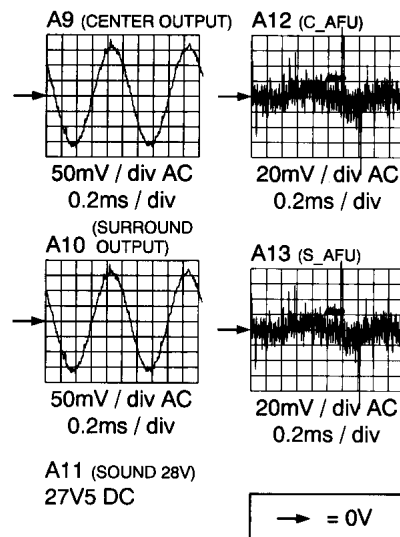 A9 (CENTER OUTPUT)
50mV / div AC
0.2ms / div
A12 (C_AFU)
20mV / div AC
0.2ms / div
A10 (SURROUND
OUTPUT)
50mV / div AC
0.2ms / div
A13 (S_AFU)
20mV / div AC
0.2ms / div
A11 (SOUND 28V)
27V5 DC
→ = 0V